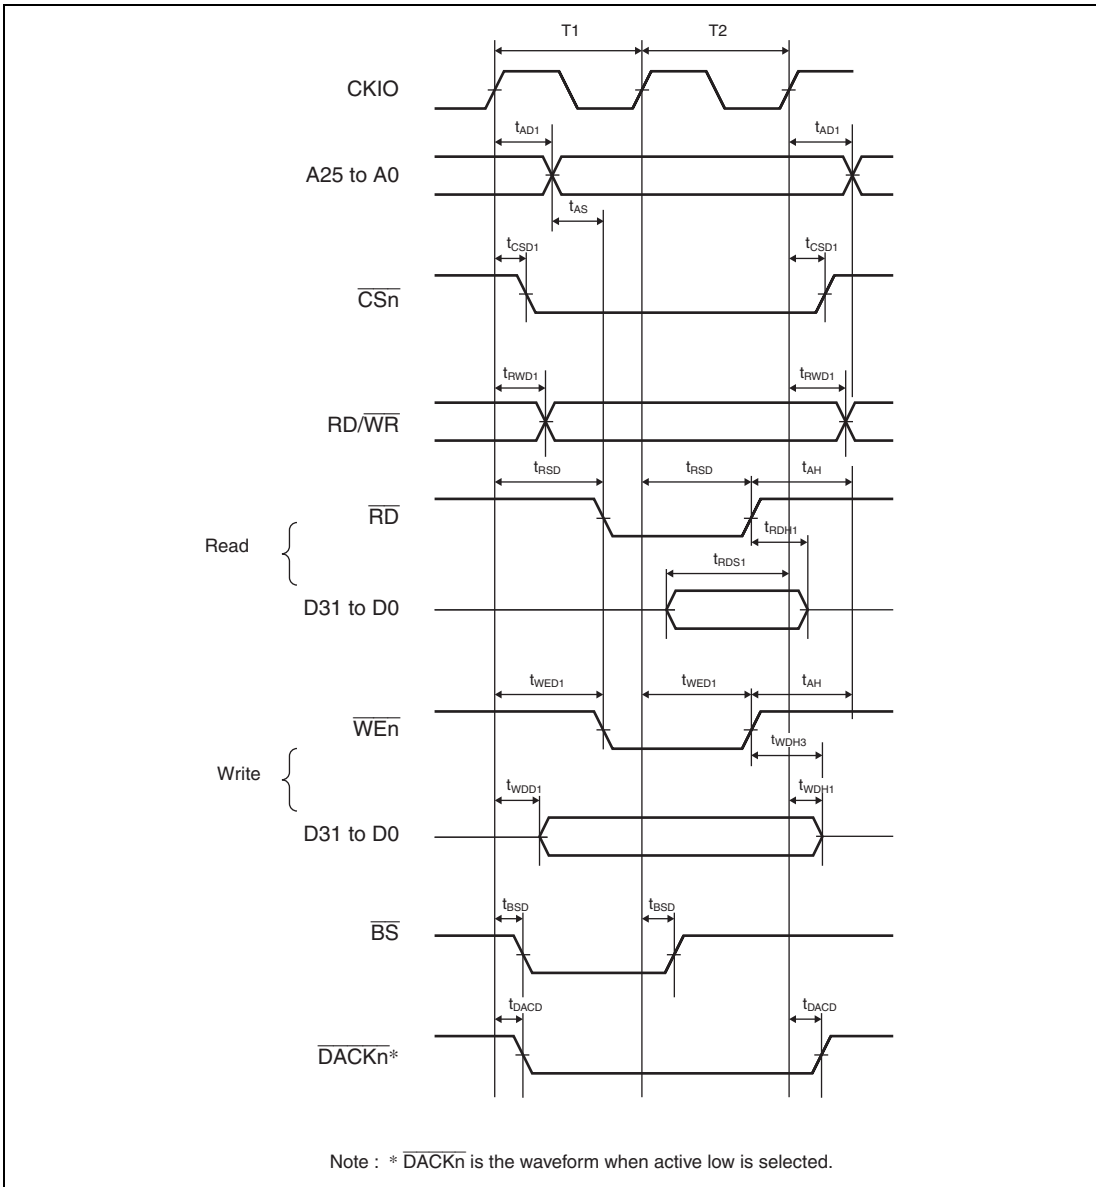 T1 T2
CKIO
tAD1 tAD1
A25 to A0
tAS
tCSD1 tCSD1
CSn
tRWD1 tRWD1
RD/WR
tRSD tRSD tAH
RD
tRDH1
Read
tRDS1
D31 to D0
tWED1 tWED1 tAH
WEn
tWDH3
Write
tWDD1 tWDH1
D31 to D0
tBSD tBSD
BS
tDACD tDACD
DACKn*
Note : * DACKn is the waveform when active low is selected.